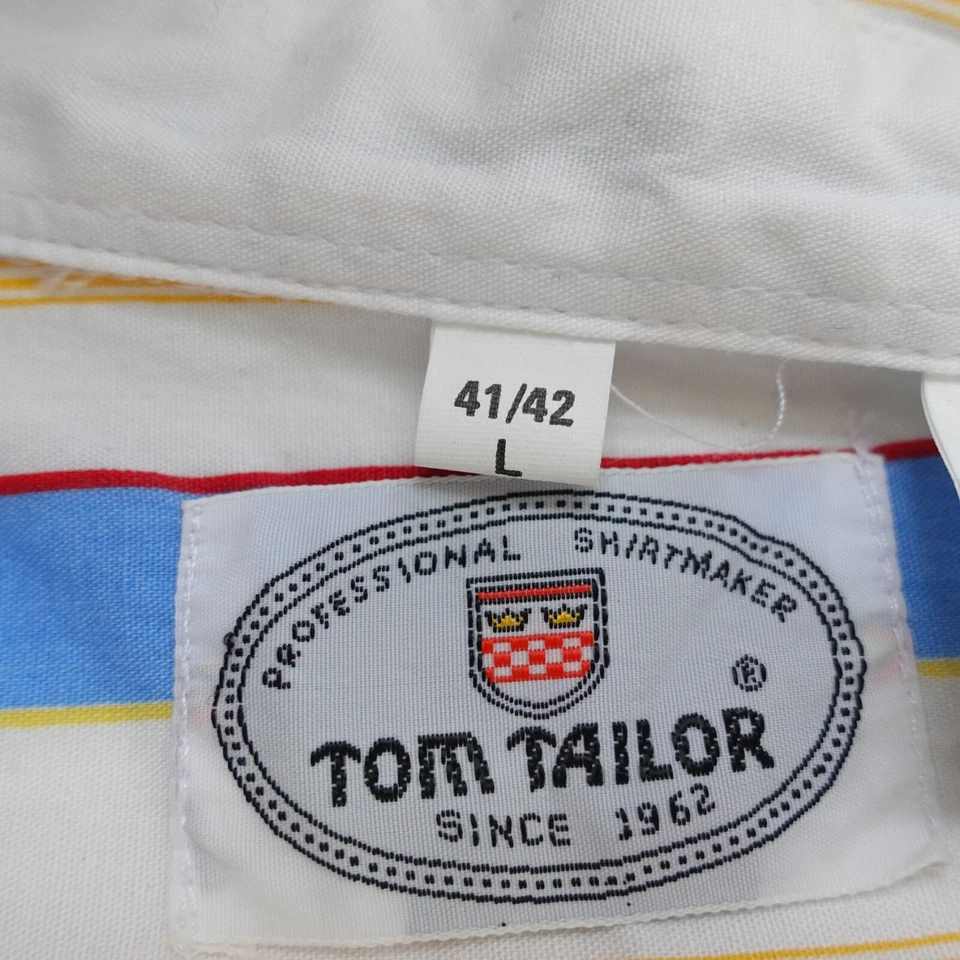 41/42
L
PROFESSIONAL SHIRTMAKER
®
TOM TAILOR
SINCE 1962